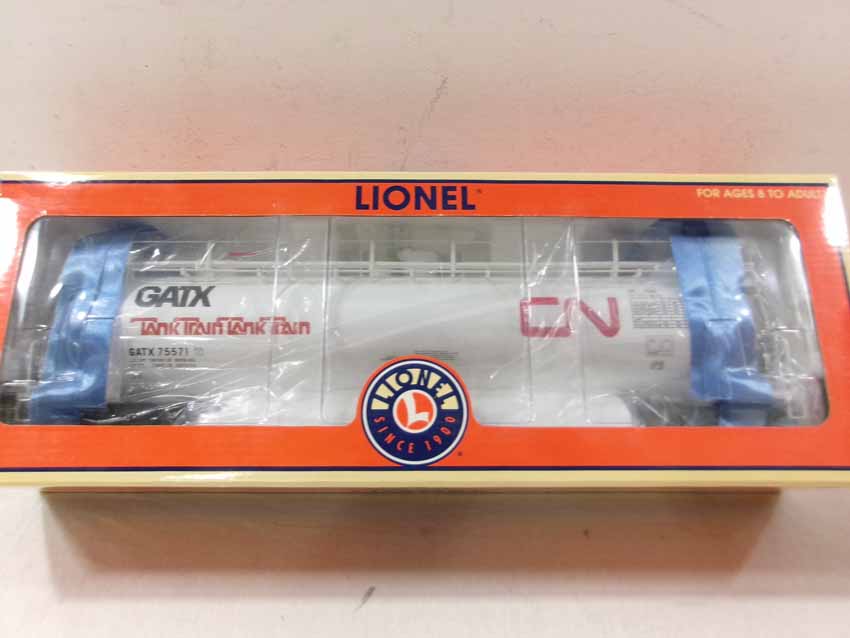 LIONEL
FOR AGES 8 TO ADULT
GATX
TankTrainTankTrain
CN
GATX 75571
LIONEL
L
SINCE 1900